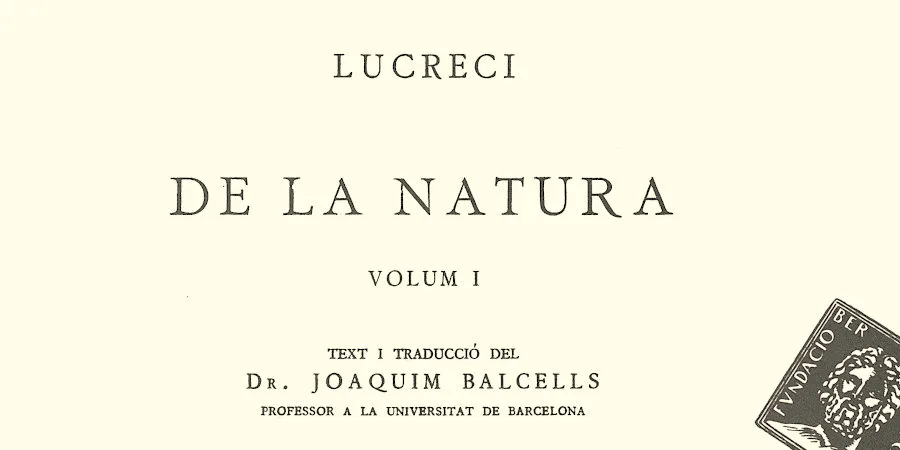 LUCRECI
DE LA NATURA
VOLUM I
TEXT I TRADUCCIÓ DEL
DR. JOAQUIM BALCELLS
PROFESSOR A LA UNIVERSITAT DE BARCELONA
FVNDACIO BER